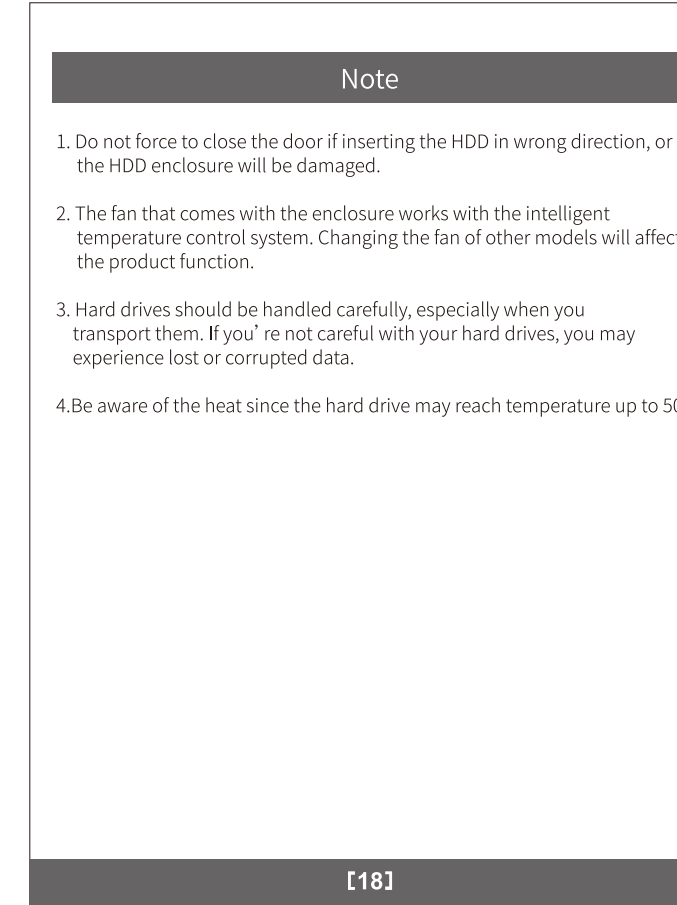 Note
1. Do not force to close the door if inserting the HDD in wrong direction, or
the HDD enclosure will be damaged.
2. The fan that comes with the enclosure works with the intelligent
temperature control system. Changing the fan of other models will affect
the product function.
3. Hard drives should be handled carefully, especially when you
transport them. If you’ re not careful with your hard drives, you may
experience lost or corrupted data.
4.Be aware of the heat since the hard drive may reach temperature up to
[18]